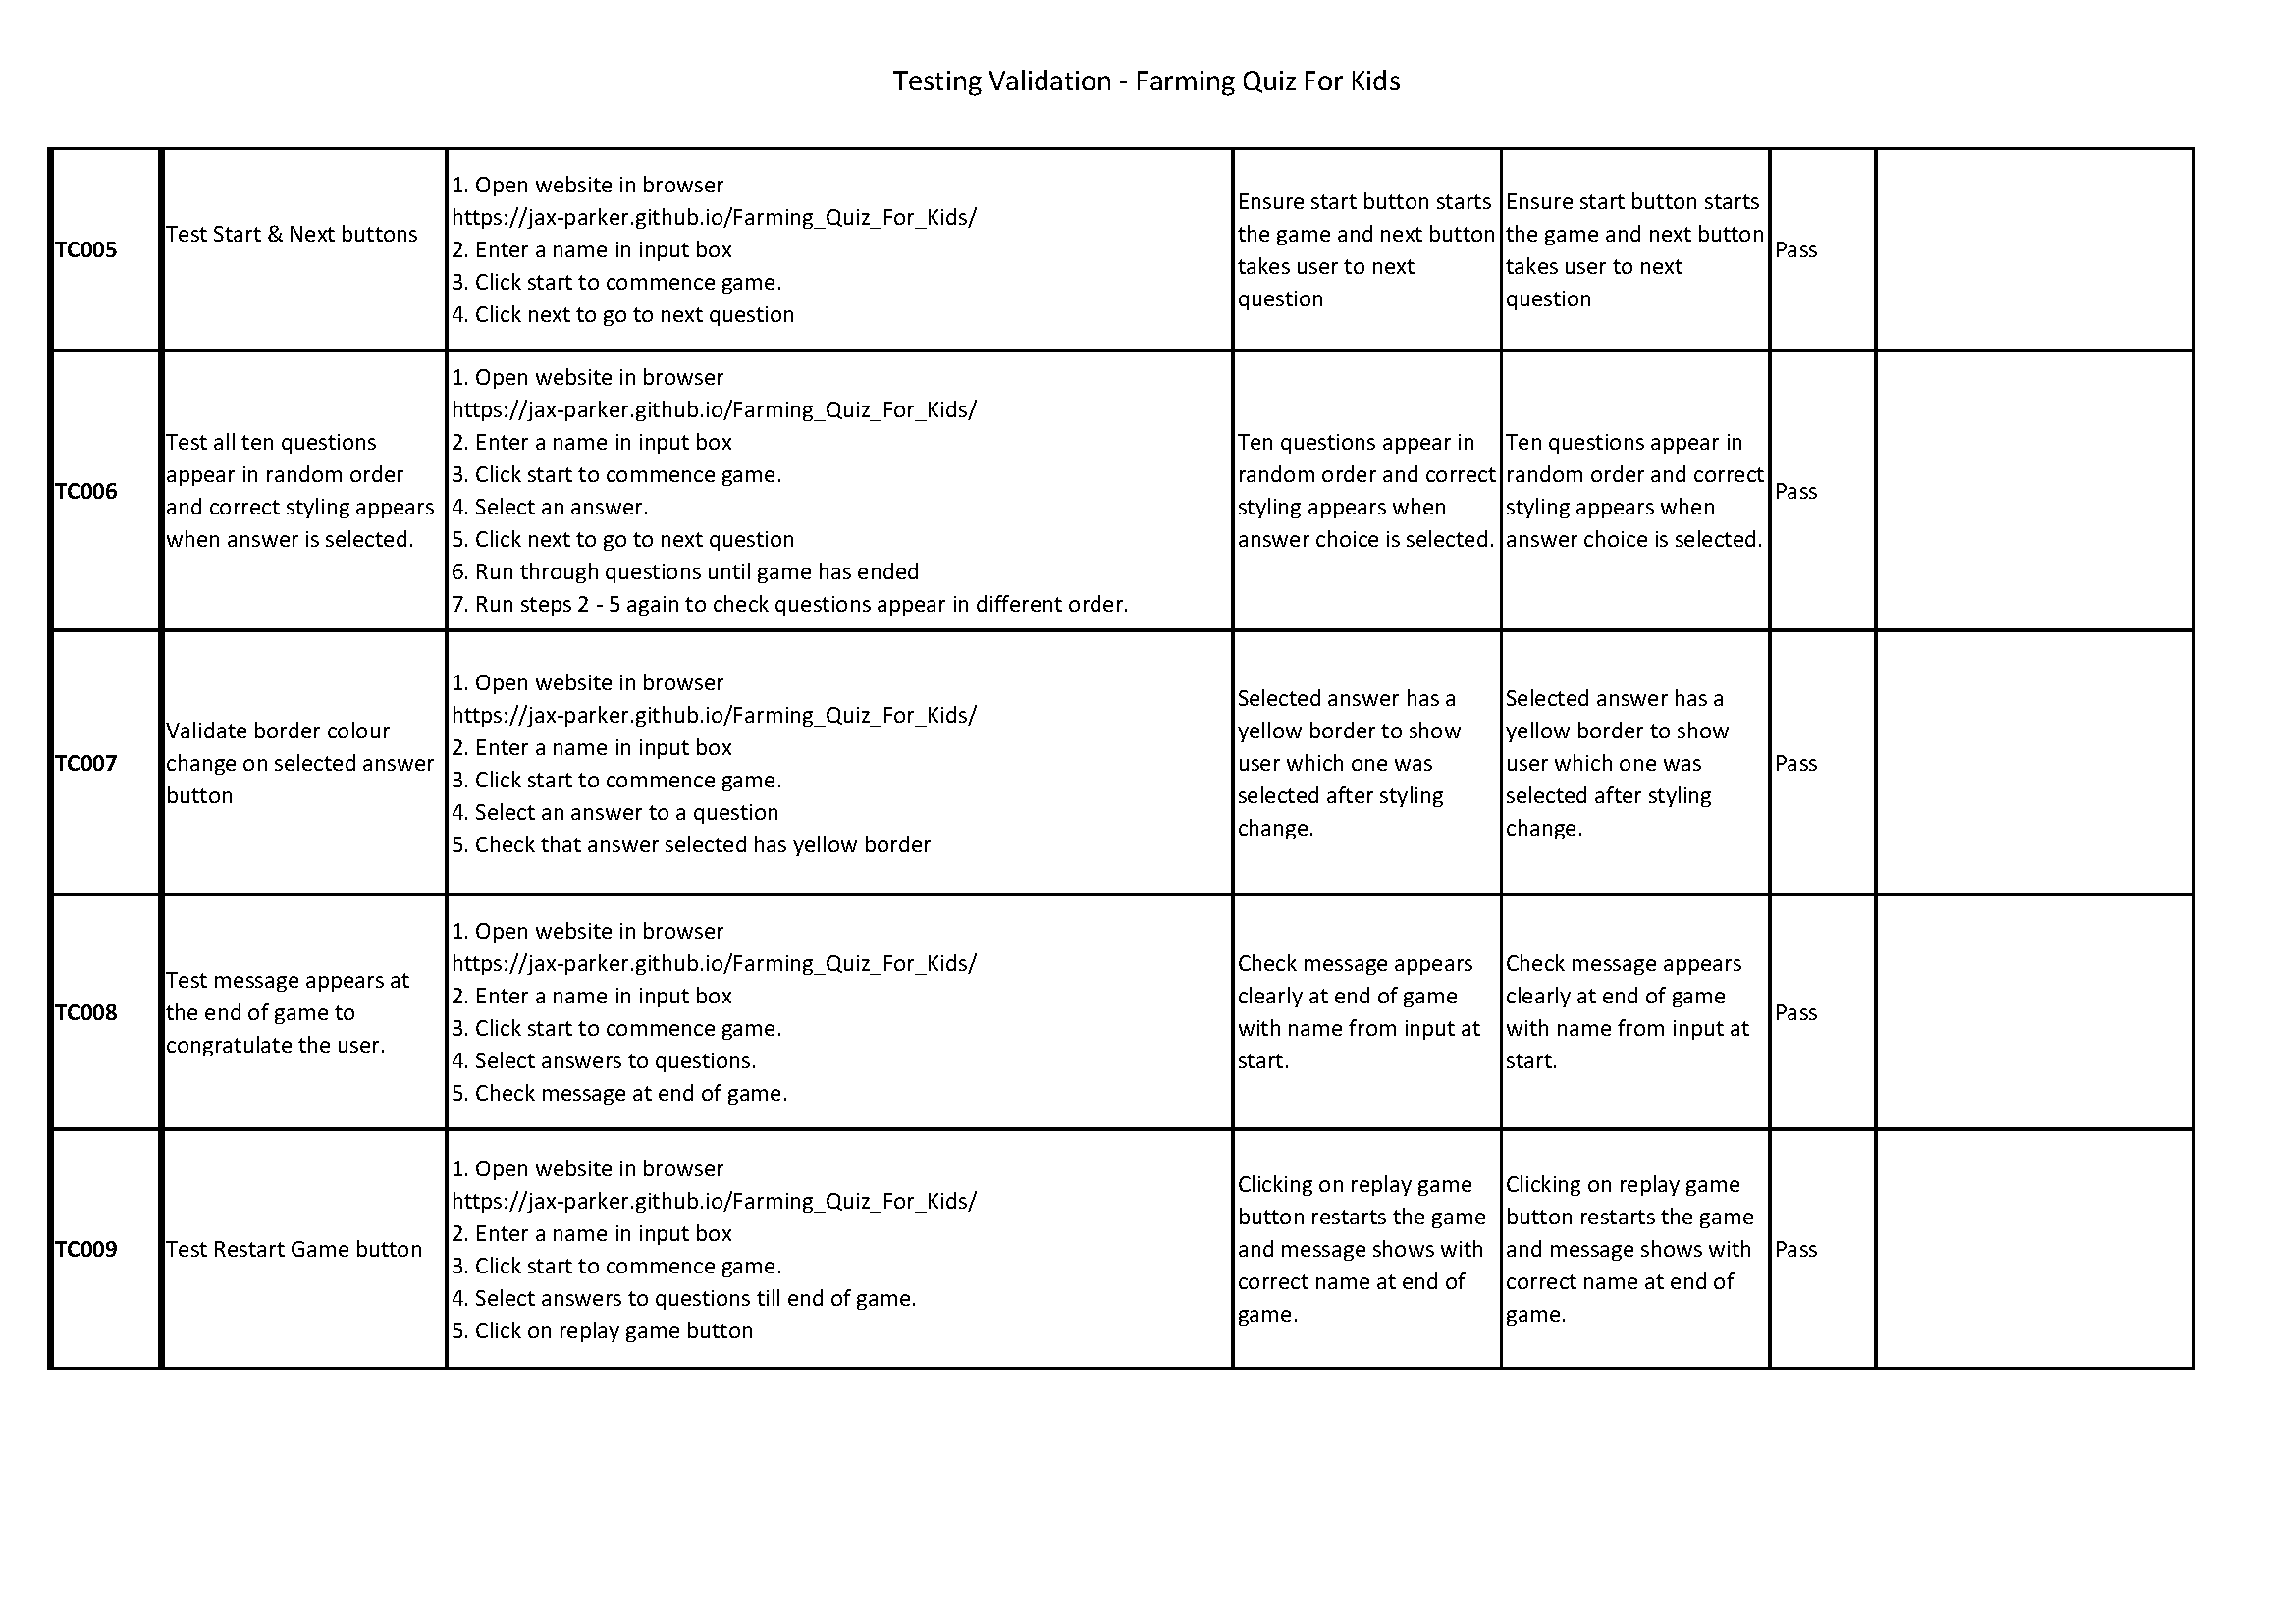 Testing Validation - Farming Quiz For Kids
TC005
Test Start & Next buttons
1. Open website in browser
https://jax-parker.github.io/Farming_Quiz_For_Kids/
2. Enter a name in input box
3. Click start to commence game.
4. Click next to go to next question
Ensure start button starts
the game and next button
takes user to next
question
Ensure start button starts
the game and next button
takes user to next
question
Pass
TC006
Test all ten questions
appear in random order
and correct styling appears
when answer is selected.
1. Open website in browser
https://jax-parker.github.io/Farming_Quiz_For_Kids/
2. Enter a name in input box
3. Click start to commence game.
4. Select an answer.
5. Click next to go to next question
6. Run through questions until game has ended
7. Run steps 2 - 5 again to check questions appear in different order.
Ten questions appear in
random order and correct
styling appears when
answer choice is selected.
Ten questions appear in
random order and correct
styling appears when
answer choice is selected.
Pass
TC007
Validate border colour
change on selected answer
button
1. Open website in browser
https://jax-parker.github.io/Farming_Quiz_For_Kids/
2. Enter a name in input box
3. Click start to commence game.
4. Select an answer to a question
5. Check that answer selected has yellow border
Selected answer has a
yellow border to show
user which one was
selected after styling
change.
Selected answer has a
yellow border to show
user which one was
selected after styling
change.
Pass
TC008
Test message appears at
the end of game to
congratulate the user.
1. Open website in browser
https://jax-parker.github.io/Farming_Quiz_For_Kids/
2. Enter a name in input box
3. Click start to commence game.
4. Select answers to questions.
5. Check message at end of game.
Check message appears
clearly at end of game
with name from input at
start.
Check message appears
clearly at end of game
with name from input at
start.
Pass
TC009
Test Restart Game button
1. Open website in browser
https://jax-parker.github.io/Farming_Quiz_For_Kids/
2. Enter a name in input box
3. Click start to commence game.
4. Select answers to questions till end of game.
5. Click on replay game button
Clicking on replay game
button restarts the game
and message shows with
correct name at end of
game.
Clicking on replay game
button restarts the game
and message shows with
correct name at end of
game.
Pass